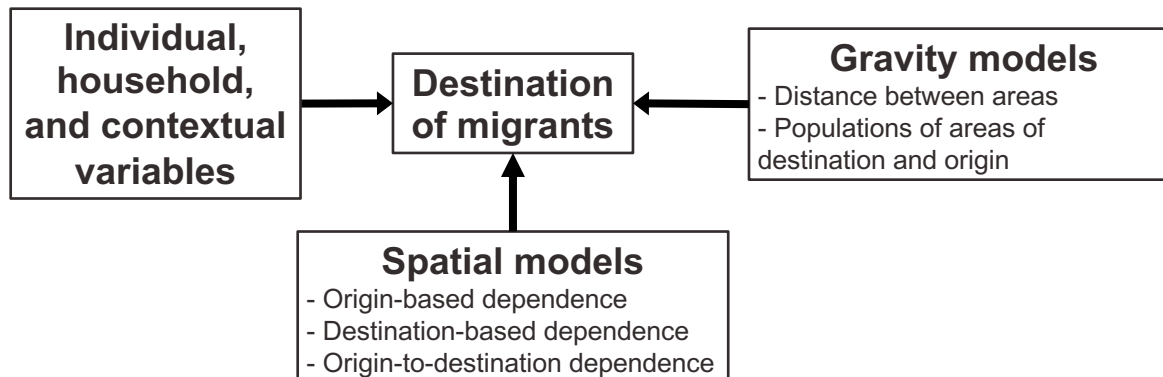 Individual,
household,
and contextual
variables
Destination
of migrants
Gravity models
- Distance between areas
- Populations of areas of
destination and origin
Spatial models
- Origin-based dependence
- Destination-based dependence
- Origin-to-destination dependence